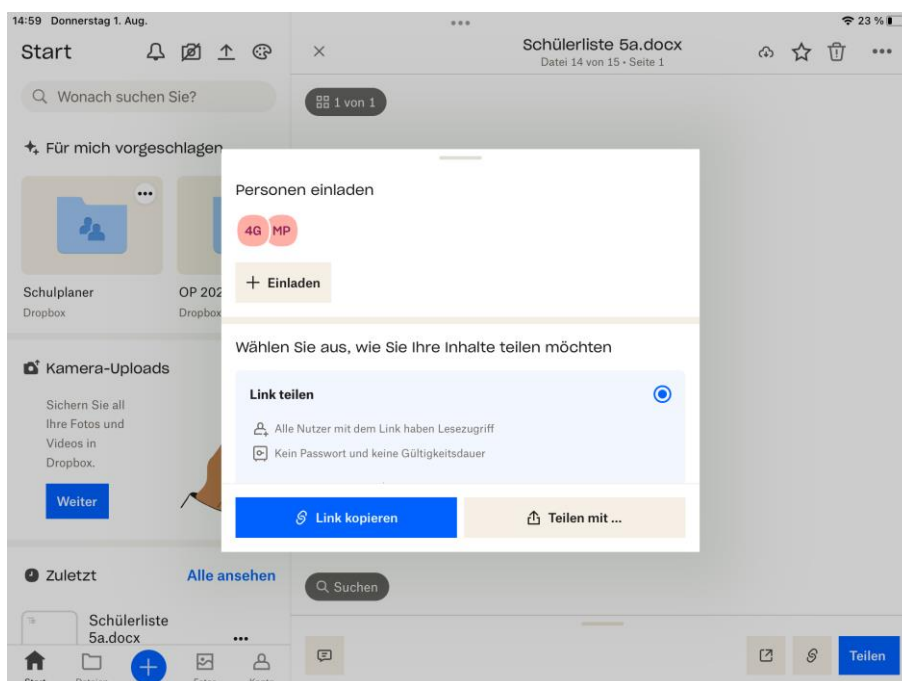 14:59 Donnerstag 1. Aug.
23 %
Start
Schülerliste 5a.docx
Datei 14 von 15 • Seite 1
Wonach suchen Sie?
1 von 1
Für mich vorgeschlagen
Schulplaner
Dropbox
OP 202
Dropbox
Personen einladen
4G MP
+ Einladen
Wählen Sie aus, wie Sie Ihre Inhalte teilen möchten
Link teilen
Alle Nutzer mit dem Link haben Lesezugriff
Kein Passwort und keine Gültigkeitsdauer
Link kopieren
Teilen mit ...
Kamera-Uploads
Sichern Sie all
Ihre Fotos und
Videos in
Dropbox.
Weiter
Zuletzt
Alle ansehen
Schülerliste
5a.docx
Suchen
Teilen
Start Dateien Fotos Konto